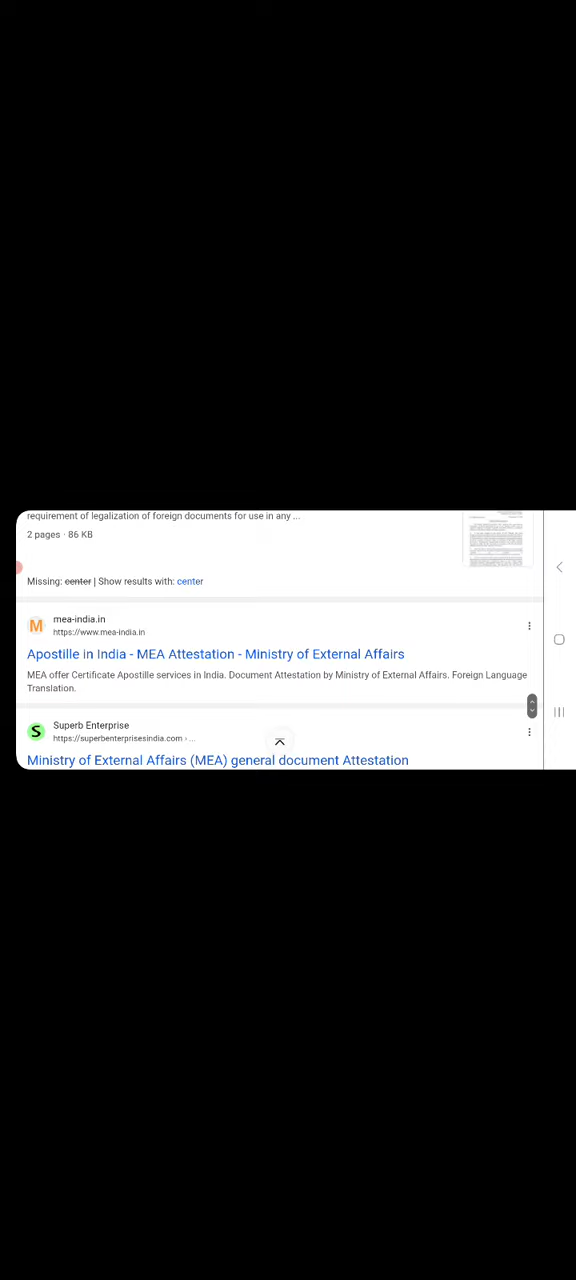 requirement of legalization of foreign documents for use in any ...
2 pages · 86 KB
Missing: center | Show results with: center
M
mea-india.in
https://www.mea-india.in
Apostille in India - MEA Attestation - Ministry of External Affairs
MEA offer Certificate Apostille services in India. Document Attestation by Ministry of External Affairs. Foreign Language
Translation.
S
Superb Enterprise
https://superbenterprisesindia.com › ...
Ministry of External Affairs (MEA) general document Attestation